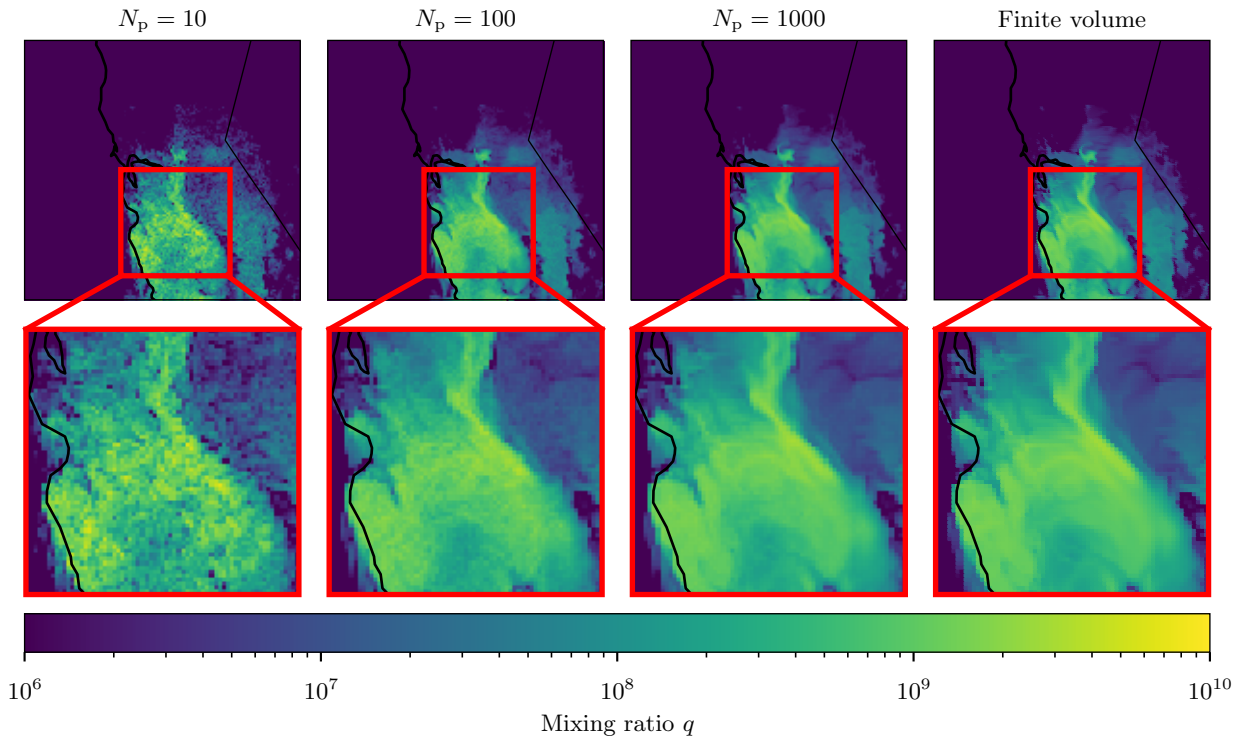 N_p = 10 N_p = 100 N_p = 1000 Finite volume
10^6 10^7 10^8 10^9 10^10
Mixing ratio q